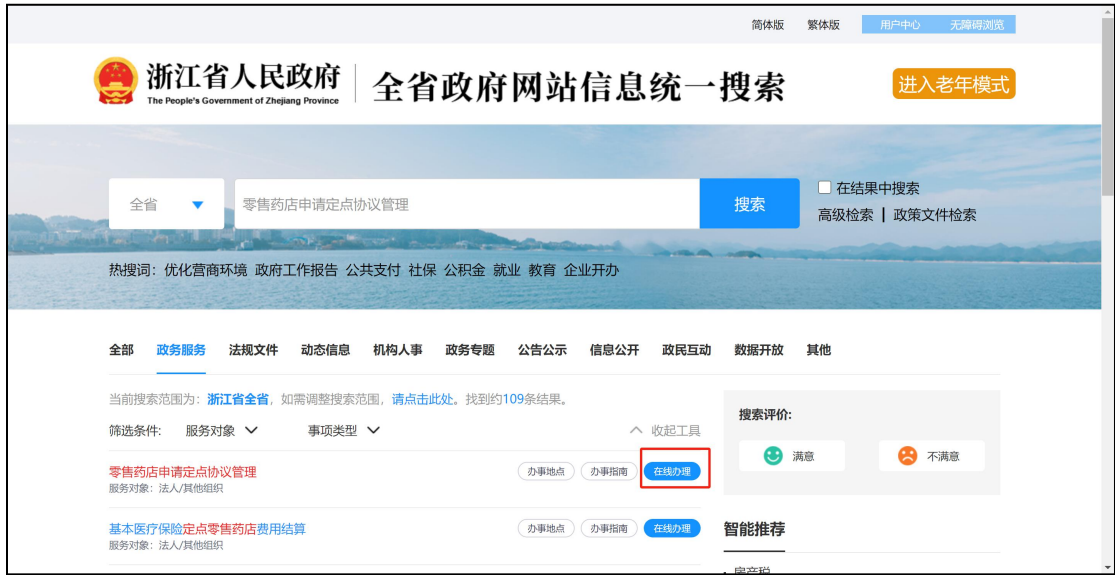 简体版 繁体版 用户中心 无障碍浏览
浙江省人民政府 全省政府网站信息统一搜索 进入老年模式
The People's Government of Zhejiang Province
全省 零售药店申请定点协议管理 搜索 在结果中搜索
高级检索 | 政策文件检索
热搜词：优化营商环境 政府工作报告 公共支付 社保 公积金 就业 教育 企业开办
全部 政务服务 法规文件 动态信息 机构人事 政务专题 公告公示 信息公开 政民互动 数据开放 其他
当前搜索范围为：浙江省全省，如需调整搜索范围，请点击此处。找到约109条结果。
筛选条件: 服务对象 事项类型 收起工具
零售药店申请定点协议管理 办事地点 办事指南 在线办理
服务对象：法人/其他组织
基本医疗保险定点零售药店费用结算 办事地点 办事指南 在线办理
服务对象：法人/其他组织
搜索评价:
满意 不满意
智能推荐
房产税